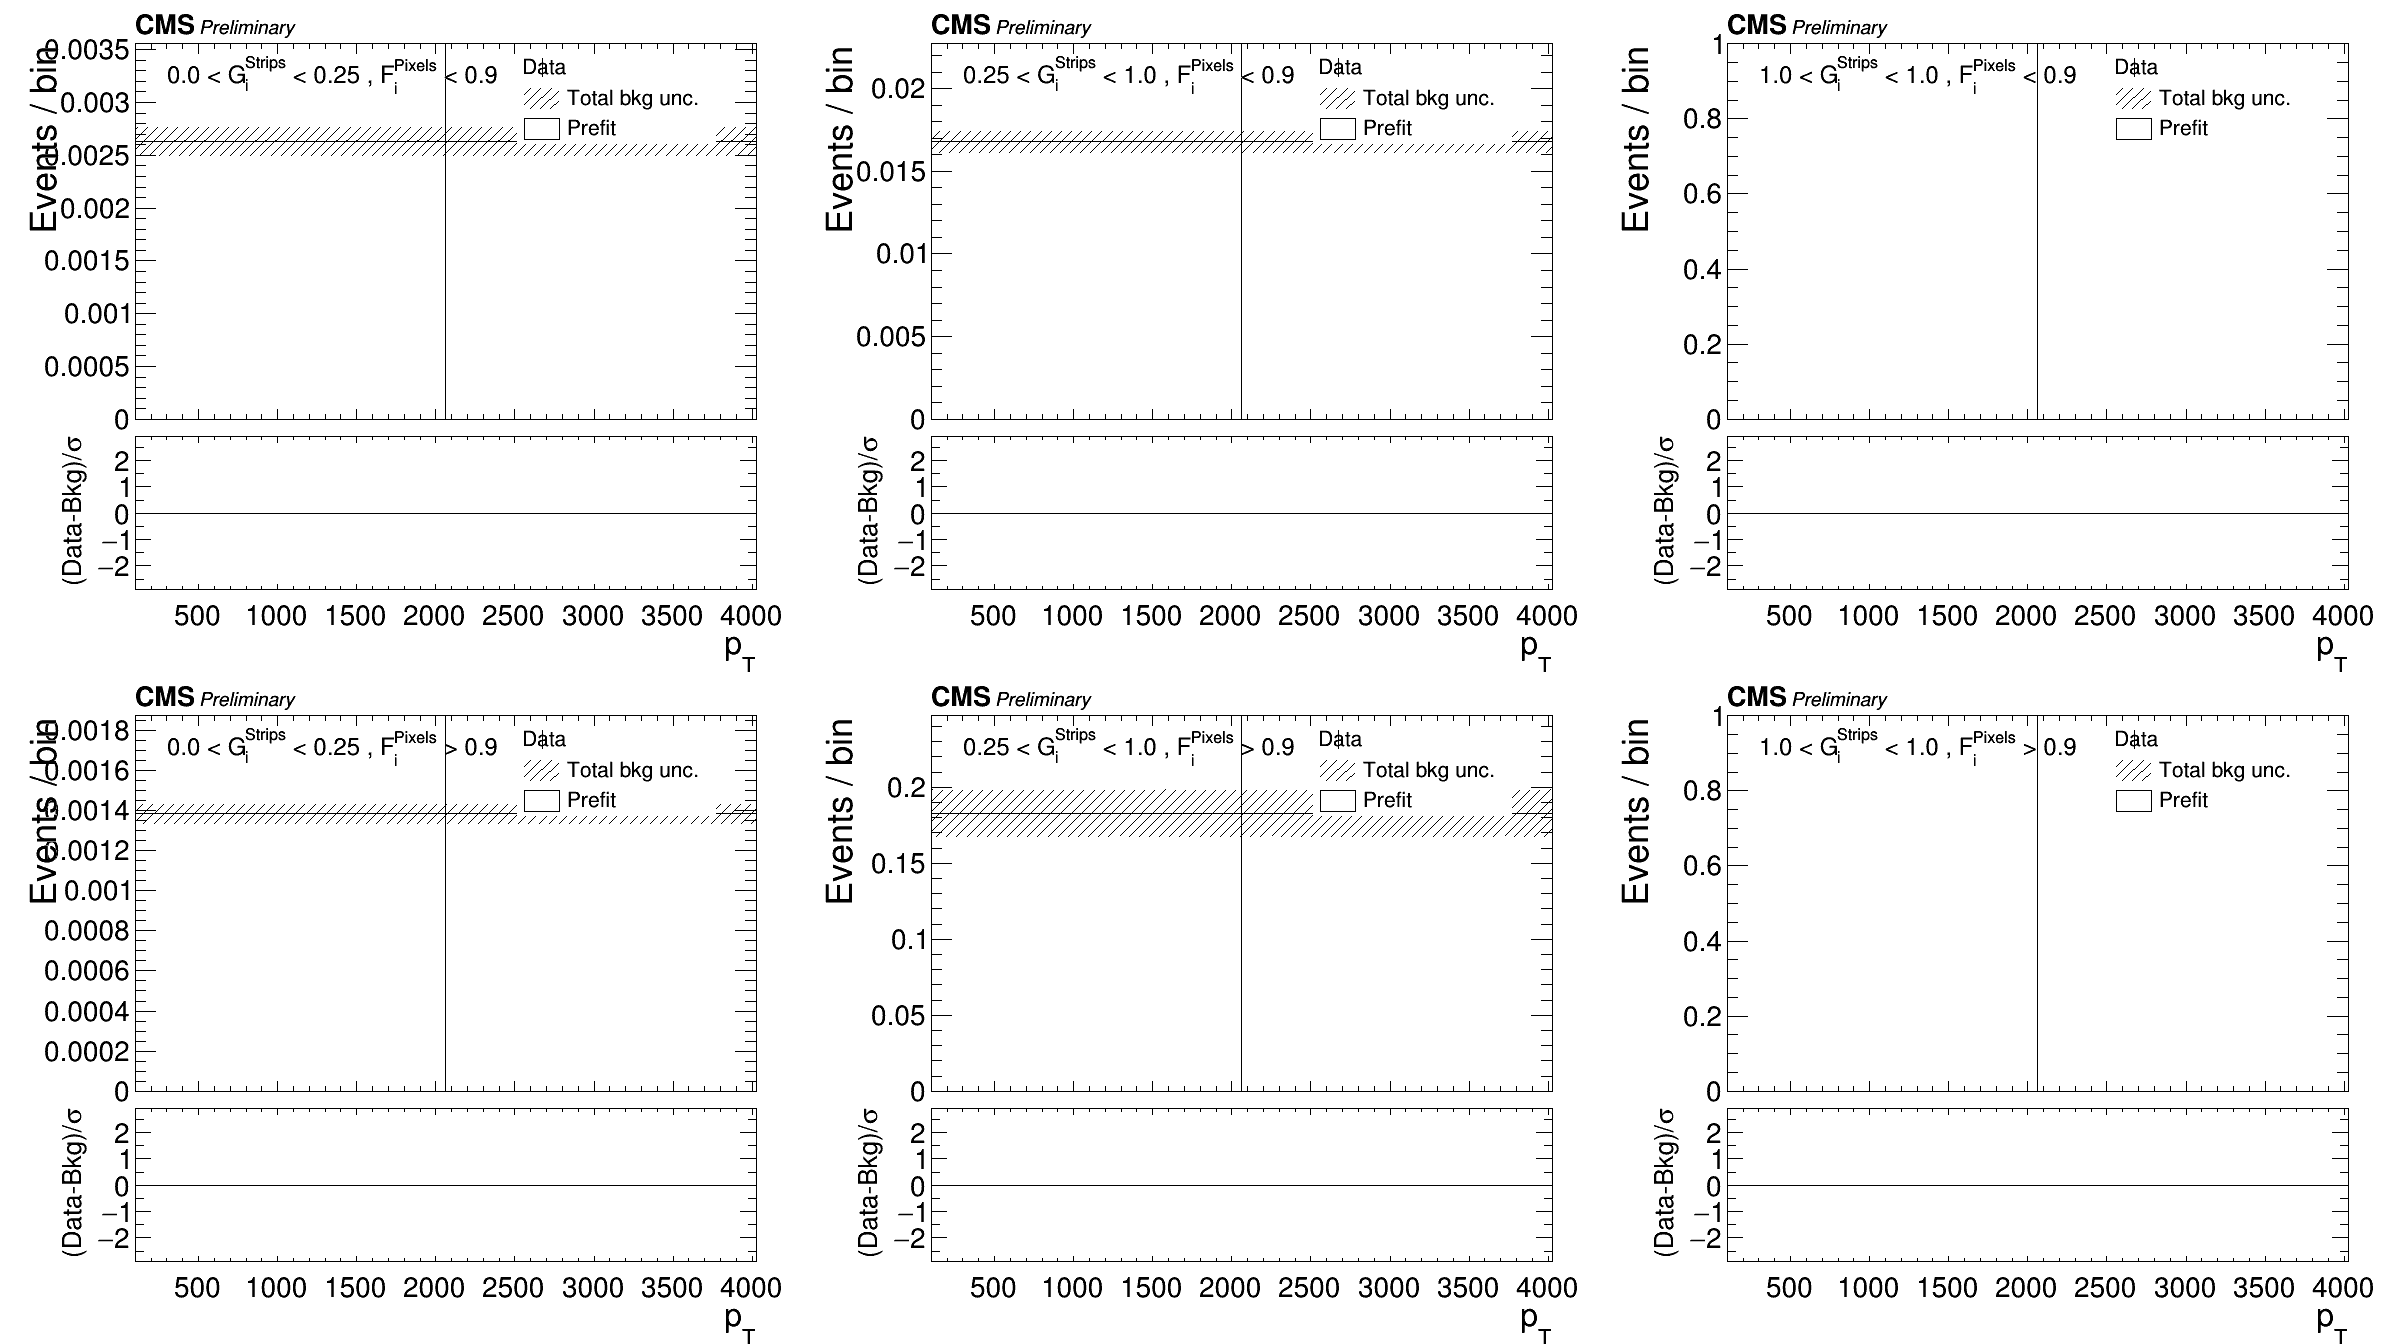 CMS Preliminary
0.0 < G_i^Strips < 0.25 , F_i^Pixels < 0.9
Data
Total bkg unc.
Prefit
Events / bin
0.0035
0.003
0.0025
0.002
0.0015
0.001
0.0005
0
(Data-Bkg)/σ
2
1
0
−1
−2
500 1000 1500 2000 2500 3000 3500 4000
p_T
CMS Preliminary
0.25 < G_i^Strips < 1.0 , F_i^Pixels < 0.9
Data
Total bkg unc.
Prefit
Events / bin
0.02
0.015
0.01
0.005
0
(Data-Bkg)/σ
2
1
0
−1
−2
500 1000 1500 2000 2500 3000 3500 4000
p_T
CMS Preliminary
1.0 < G_i^Strips < 1.0 , F_i^Pixels < 0.9
Data
Total bkg unc.
Prefit
Events / bin
1
0.8
0.6
0.4
0.2
0
(Data-Bkg)/σ
2
1
0
−1
−2
500 1000 1500 2000 2500 3000 3500 4000
p_T
CMS Preliminary
0.0 < G_i^Strips < 0.25 , F_i^Pixels > 0.9
Data
Total bkg unc.
Prefit
Events / bin
0.0018
0.0016
0.0014
0.0012
0.001
0.0008
0.0006
0.0004
0.0002
0
(Data-Bkg)/σ
2
1
0
−1
−2
500 1000 1500 2000 2500 3000 3500 4000
p_T
CMS Preliminary
0.25 < G_i^Strips < 1.0 , F_i^Pixels > 0.9
Data
Total bkg unc.
Prefit
Events / bin
0.2
0.15
0.1
0.05
0
(Data-Bkg)/σ
2
1
0
−1
−2
500 1000 1500 2000 2500 3000 3500 4000
p_T
CMS Preliminary
1.0 < G_i^Strips < 1.0 , F_i^Pixels > 0.9
Data
Total bkg unc.
Prefit
Events / bin
1
0.8
0.6
0.4
0.2
0
(Data-Bkg)/σ
2
1
0
−1
−2
500 1000 1500 2000 2500 3000 3500 4000
p_T